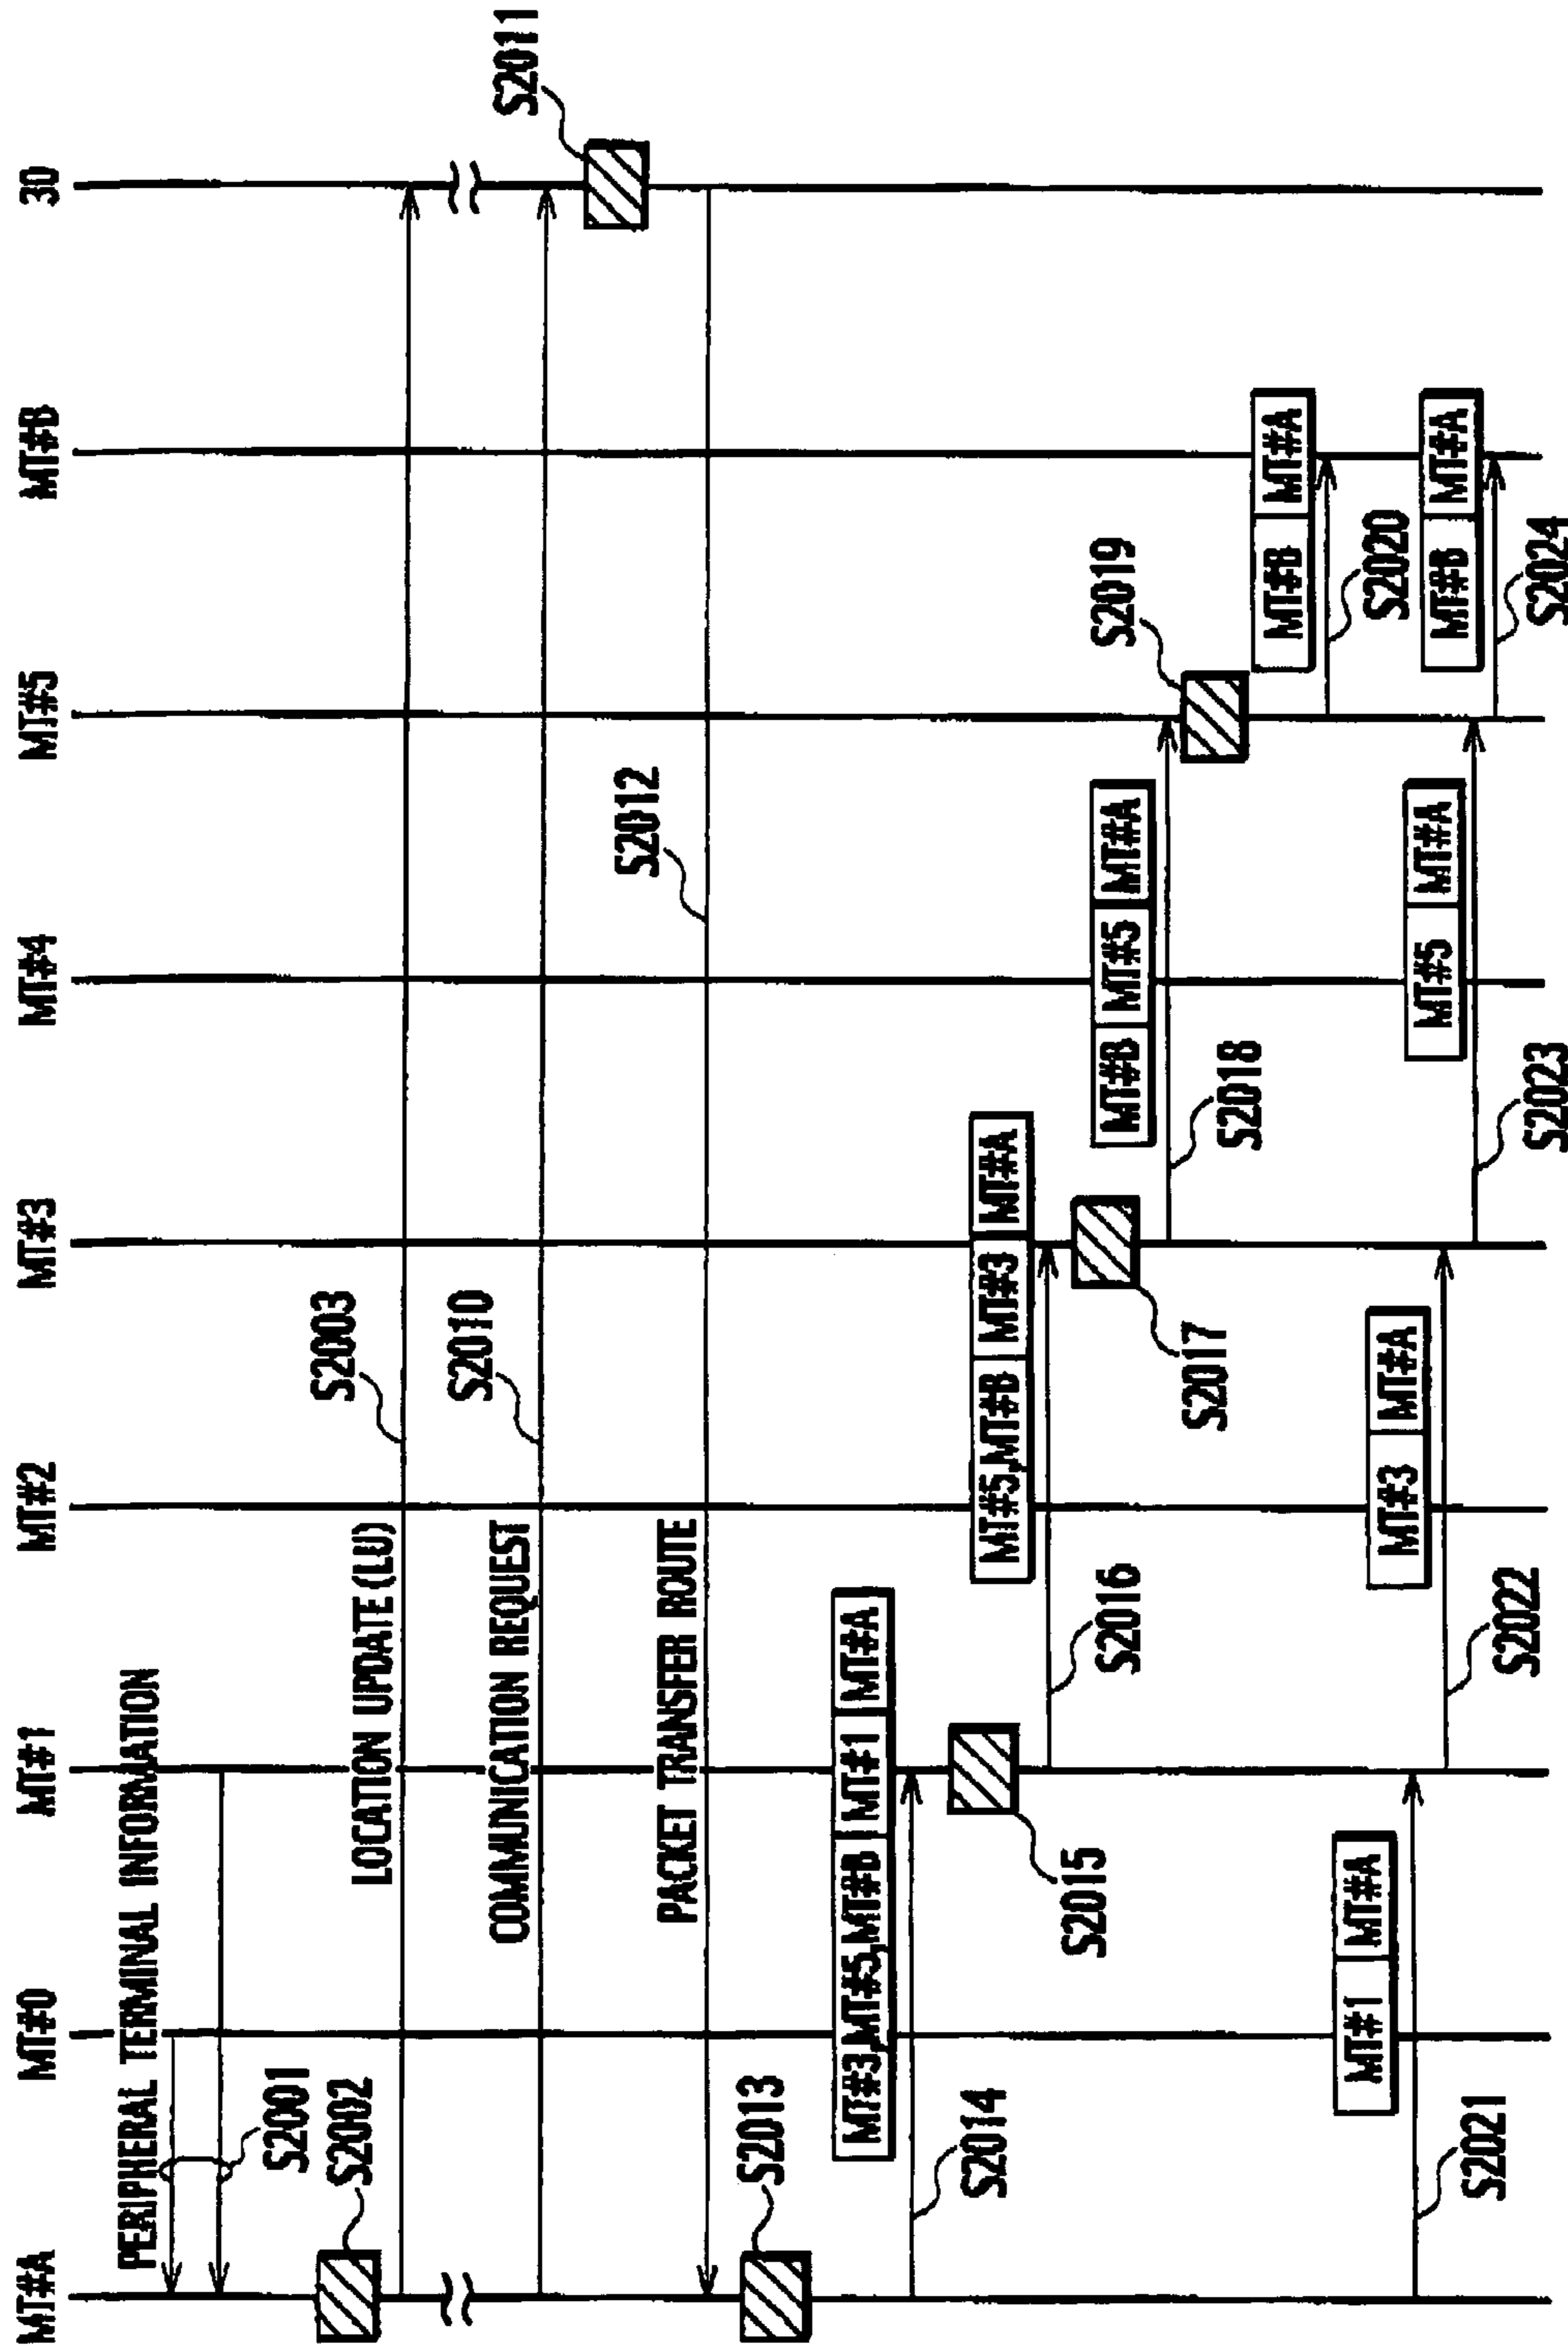 MT#A
MT#0
MT#1
MT#2
MT#3
MT#4
MT#5
MT#B
30
PERIPHERAL TERMINAL INFORMATION
S2001
S2002
LOCATION UPDATE (LU)
S2003
COMMUNICATION REQUEST
S2010
S2011
PACKET TRANSFER ROUTE
S2012
S2013
MT#3,MT#5,MT#B MT#1 MT#A
S2014
S2015
MT#5,MT#B MT#3 MT#A
S2016
S2017
MT#B MT#5 MT#A
S2018
S2019
MT#B MT#A
S2020
MT#1 MT#A
S2021
MT#3 MT#A
S2022
MT#5 MT#A
S2023
MT#B MT#A
S2024